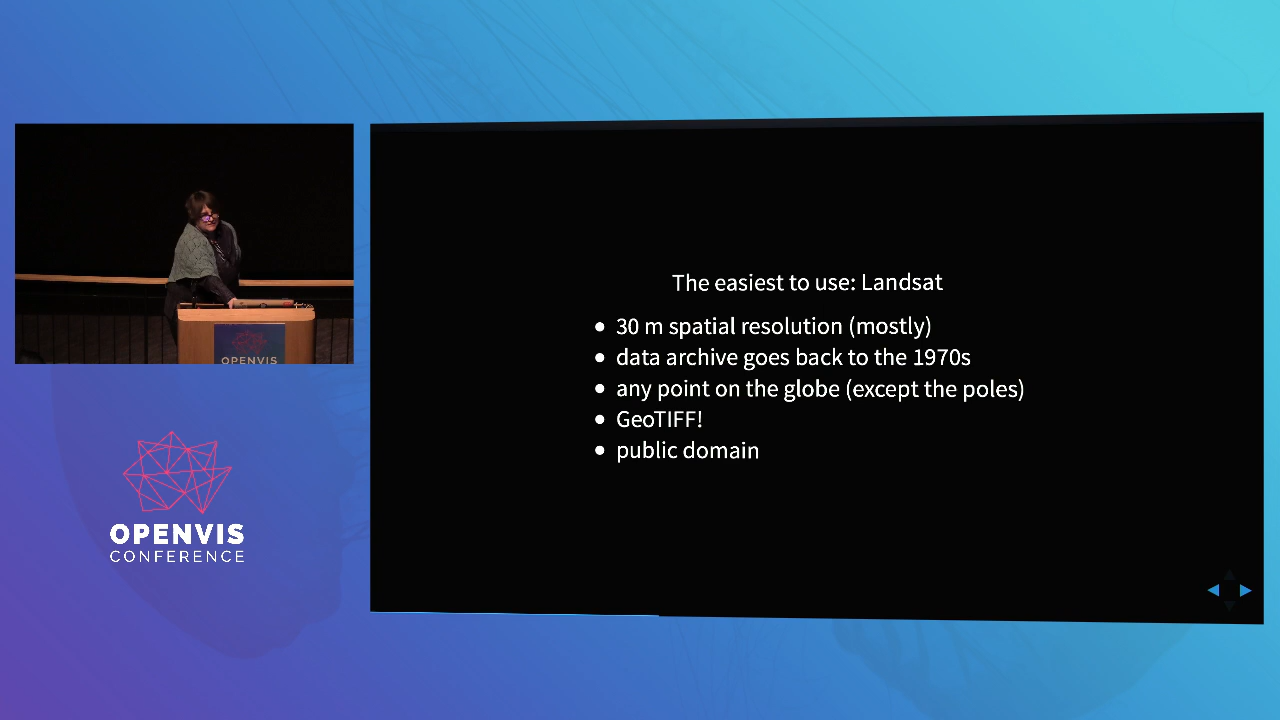 OPENVIS
OPENVIS
CONFERENCE
The easiest to use: Landsat
• 30 m spatial resolution (mostly)
• data archive goes back to the 1970s
• any point on the globe (except the poles)
• GeoTIFF!
• public domain